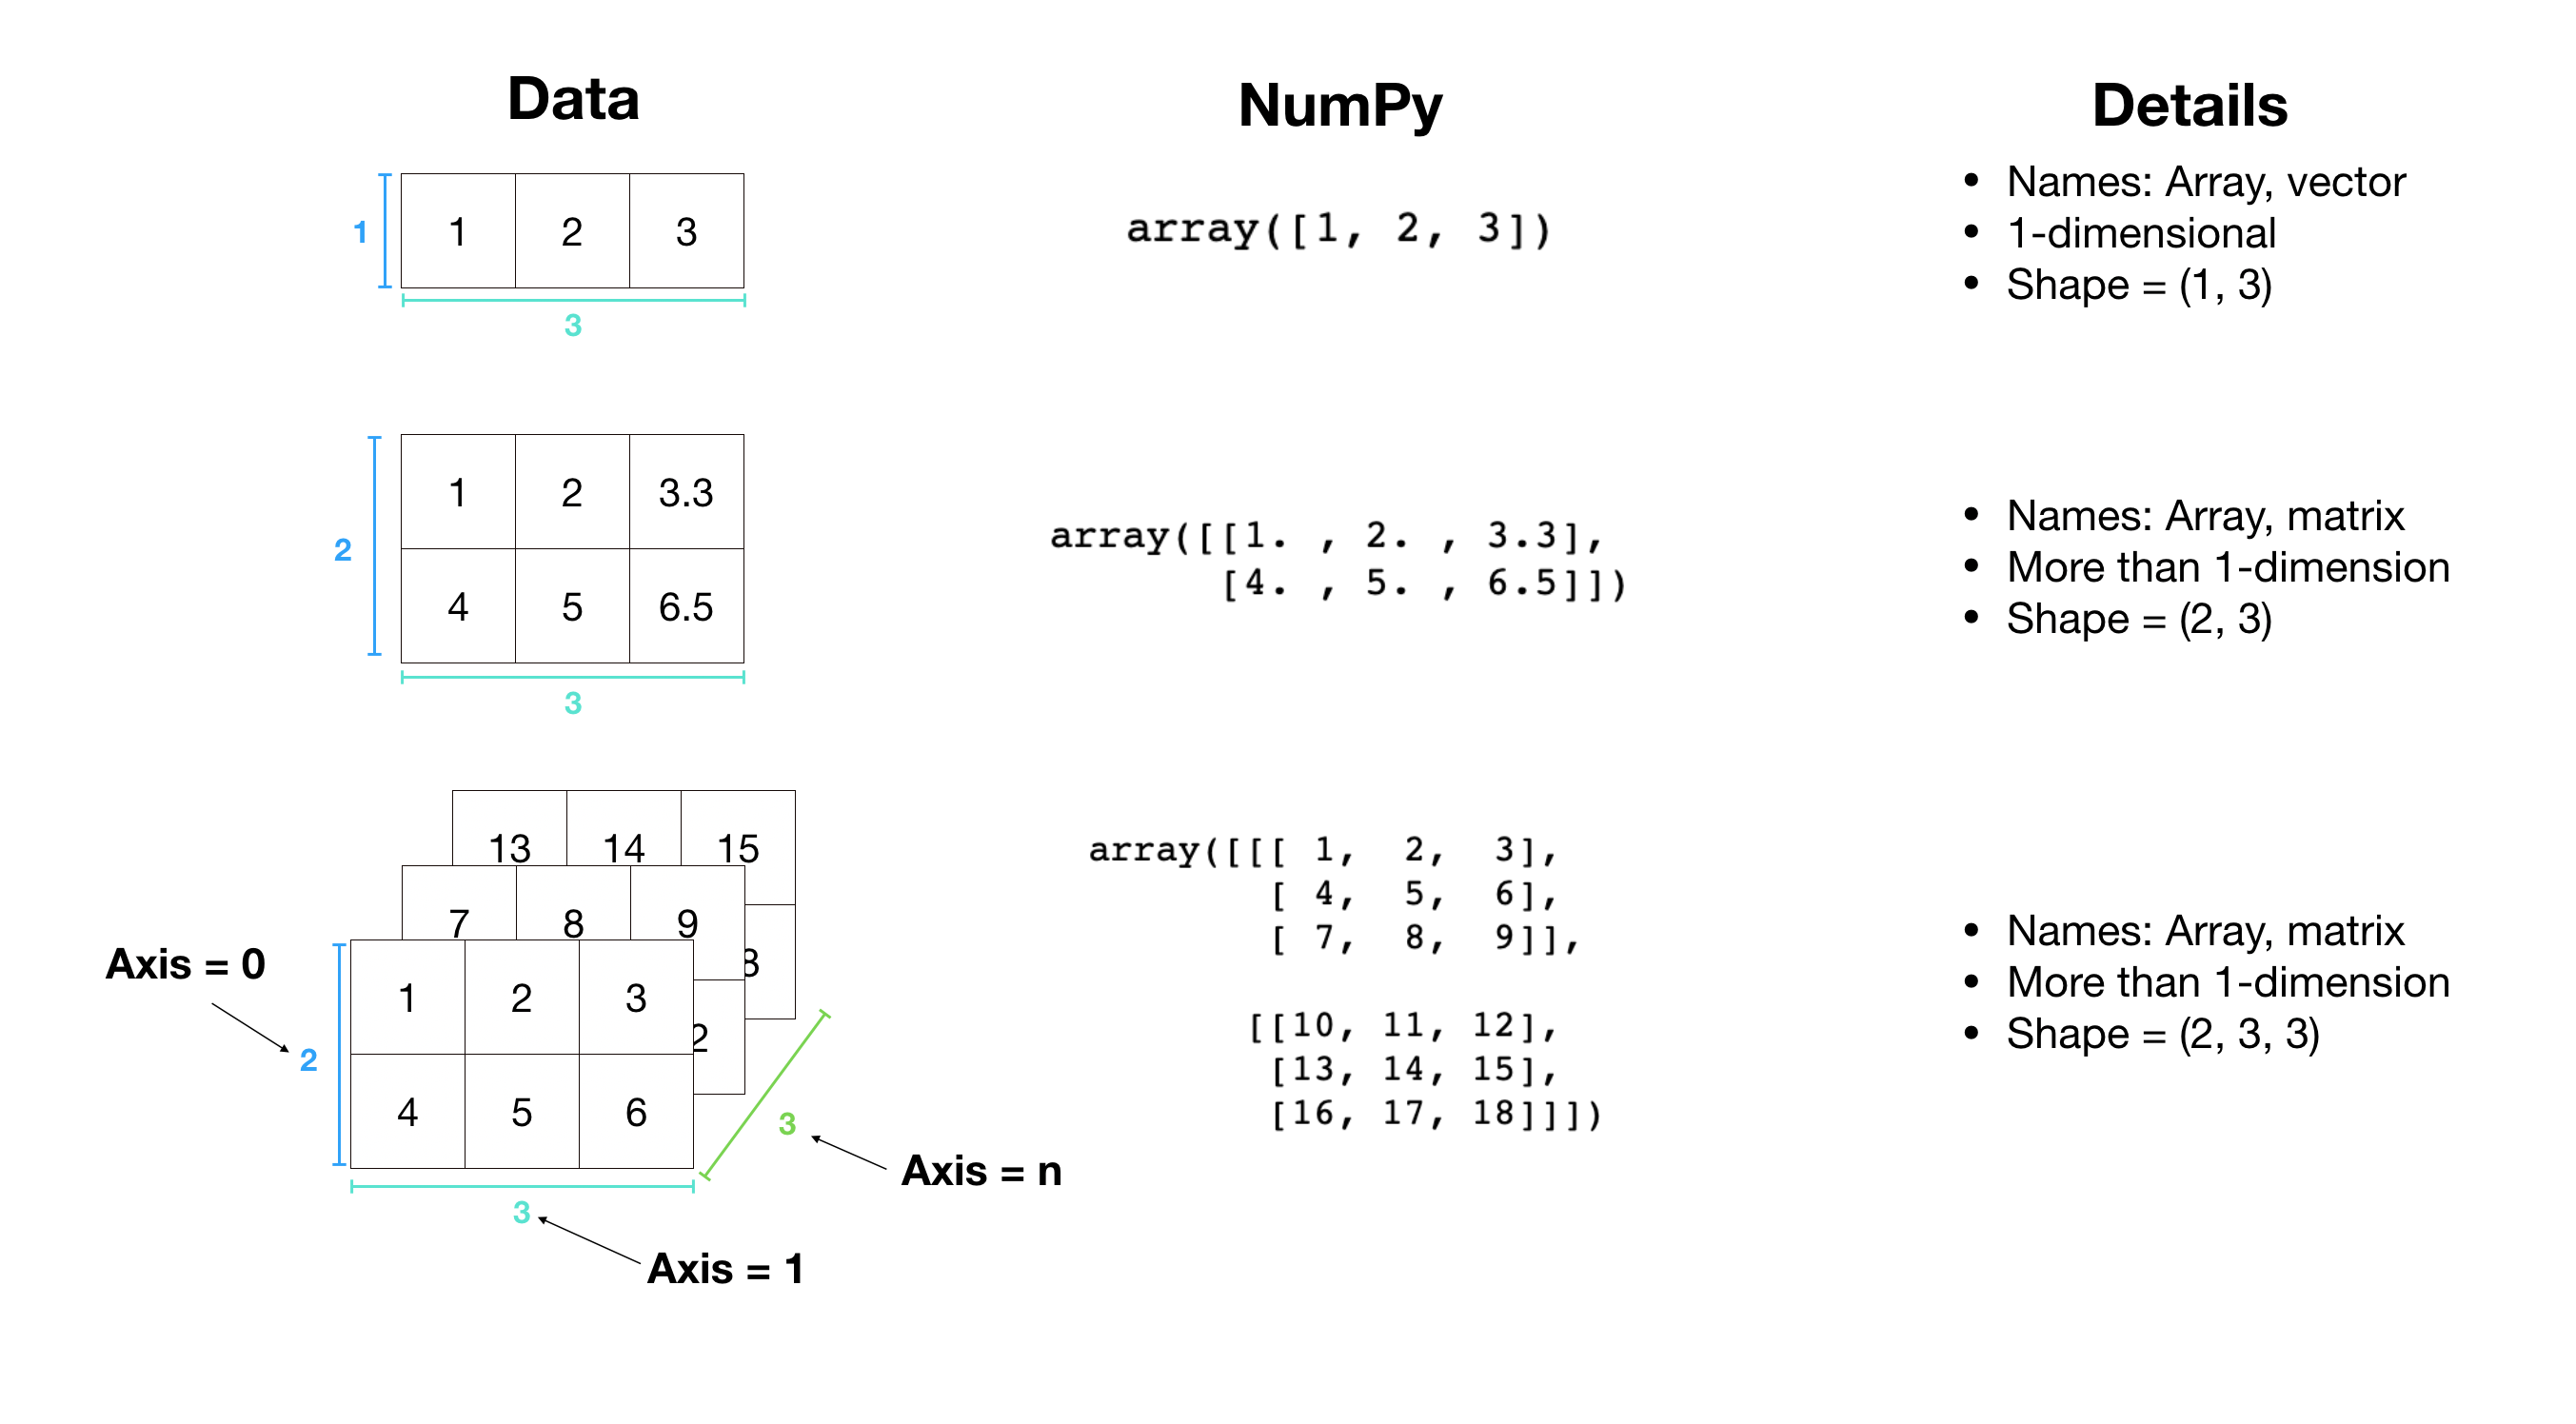 Data
NumPy
Details
1
1 2 3
3
array([1, 2, 3])
• Names: Array, vector
• 1-dimensional
• Shape = (1, 3)
2
1 2 3.3
4 5 6.5
3
array([[1. , 2. , 3.3],
[4. , 5. , 6.5]])
• Names: Array, matrix
• More than 1-dimension
• Shape = (2, 3)
13 14 15
8
7 8 9
2
Axis = 0
2
1 2 3
4 5 6
3
Axis = n
3
Axis = 1
array([[[ 1, 2, 3],
[ 4, 5, 6],
[ 7, 8, 9]],
[[10, 11, 12],
[13, 14, 15],
[16, 17, 18]]])
• Names: Array, matrix
• More than 1-dimension
• Shape = (2, 3, 3)